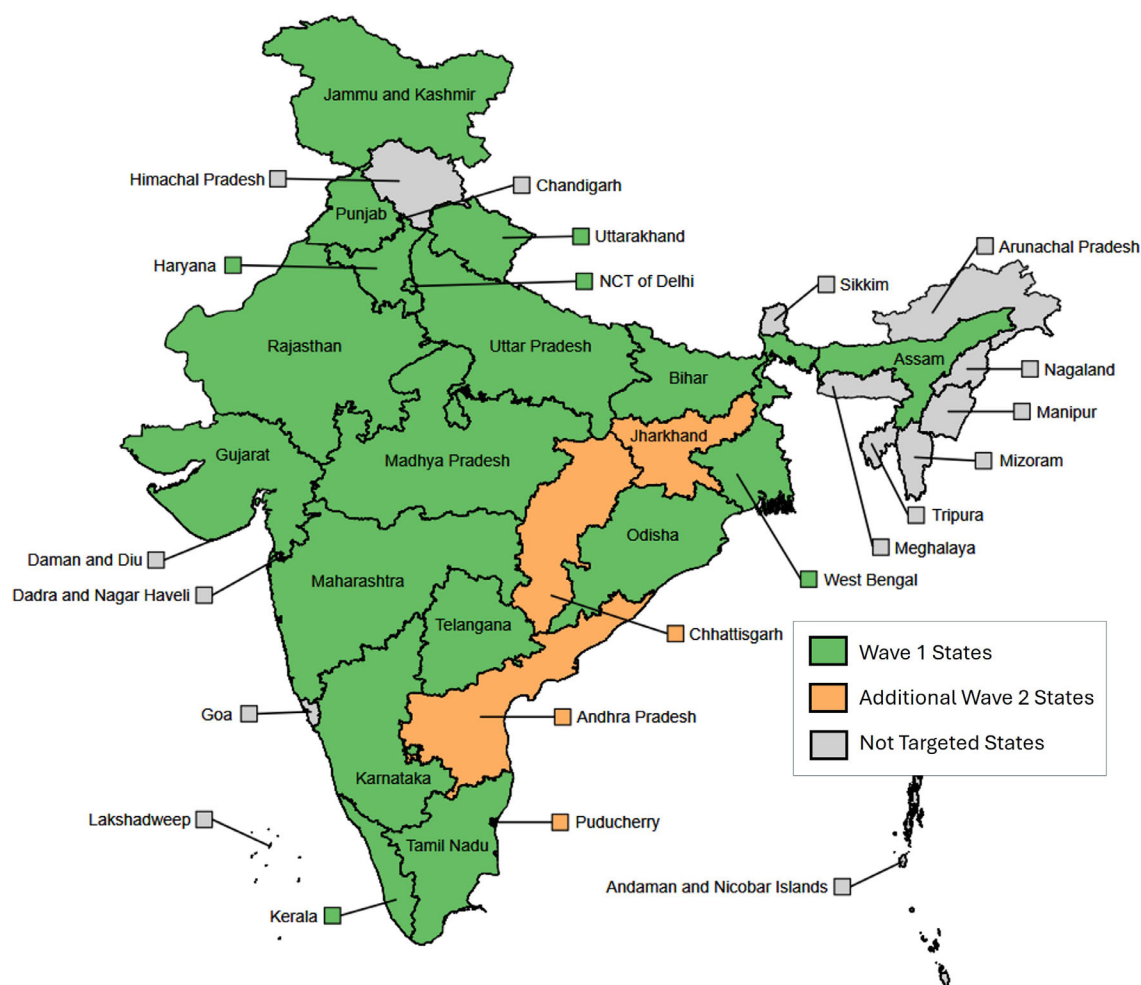 Jammu and Kashmir
Himachal Pradesh
Chandigarh
Punjab
Uttarakhand
Arunachal Pradesh
Haryana
NCT of Delhi
Sikkim
Rajasthan
Uttar Pradesh
Assam
Bihar
Nagaland
Manipur
Jharkhand
Gujarat
Madhya Pradesh
Mizoram
Tripura
Odisha
Meghalaya
Daman and Diu
Maharashtra
West Bengal
Dadra and Nagar Haveli
Telangana
Chhattisgarh
Wave 1 States
Additional Wave 2 States
Not Targeted States
Goa
Andhra Pradesh
Karnataka
Lakshadweep
Puducherry
Tamil Nadu
Andaman and Nicobar Islands
Kerala